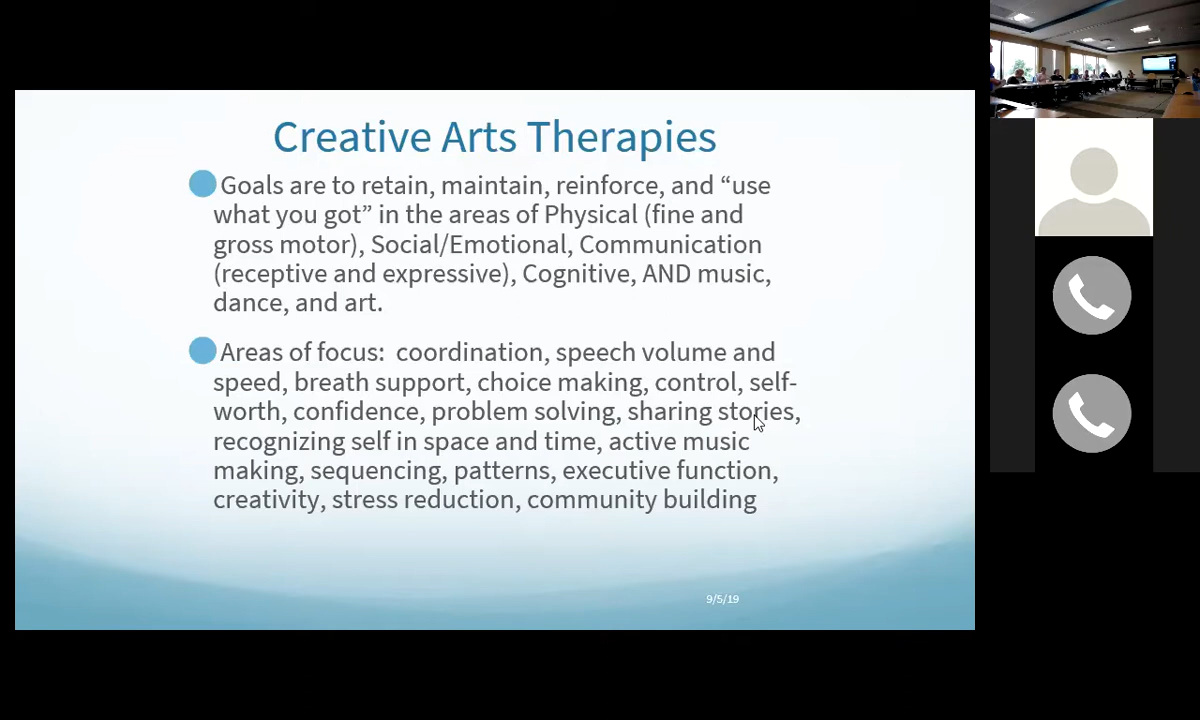 Creative Arts Therapies
Goals are to retain, maintain, reinforce, and “use
what you got” in the areas of Physical (fine and
gross motor), Social/Emotional, Communication
(receptive and expressive), Cognitive, AND music,
dance, and art.
Areas of focus:  coordination, speech volume and
speed, breath support, choice making, control, self-
worth, confidence, problem solving, sharing stories,
recognizing self in space and time, active music
making, sequencing, patterns, executive function,
creativity, stress reduction, community building
9/5/19